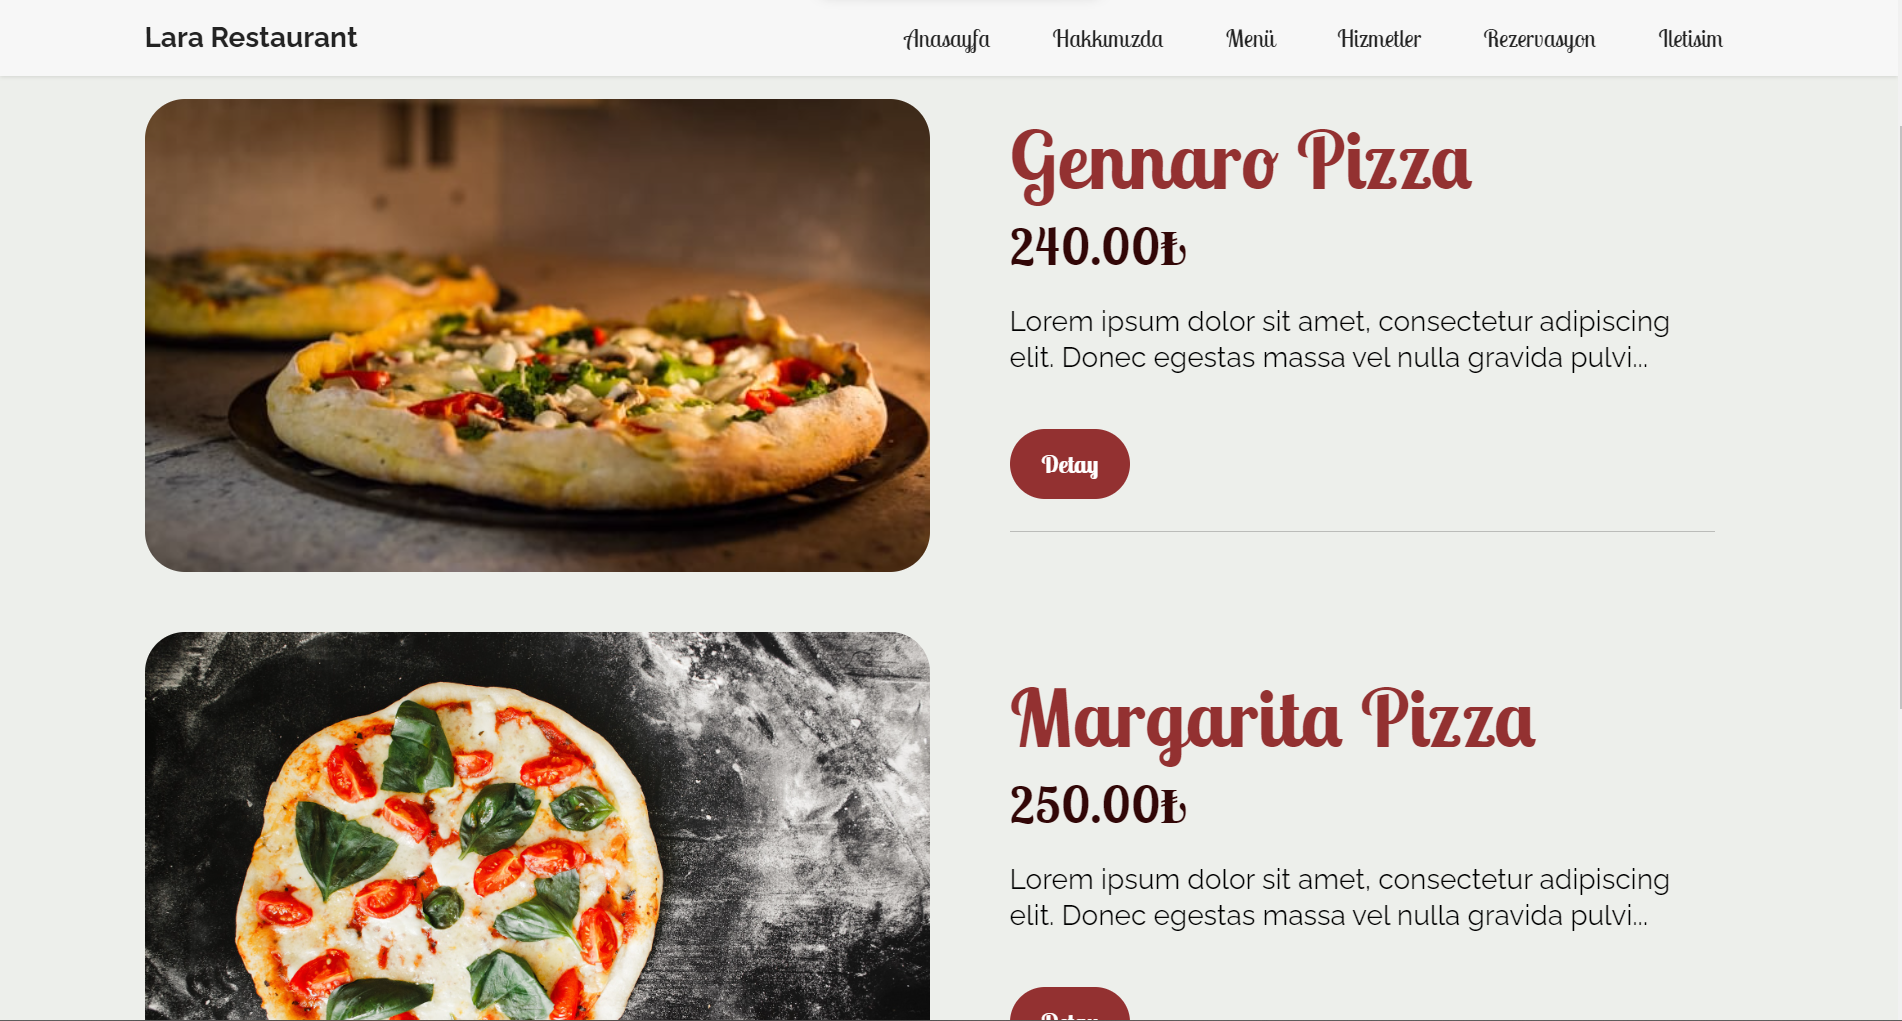 Lara Restaurant
Anasayfa Hakkımızda Menü Hizmetler Rezervasyon Iletisim
Gennaro Pizza
240.00₺
Lorem ipsum dolor sit amet, consectetur adipiscing
elit. Donec egestas massa vel nulla gravida pulvi...
Detay
Margarita Pizza
250.00₺
Lorem ipsum dolor sit amet, consectetur adipiscing
elit. Donec egestas massa vel nulla gravida pulvi...
Detay